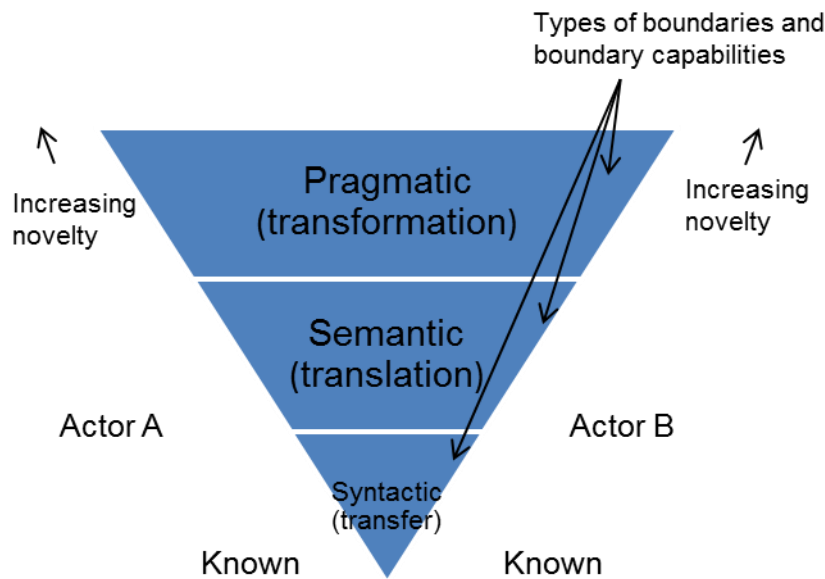 Types of boundaries and
boundary capabilities
Increasing
novelty
Pragmatic
(transformation)
Increasing
novelty
Semantic
(translation)
Actor A
Actor B
Syntactic
(transfer)
Known
Known